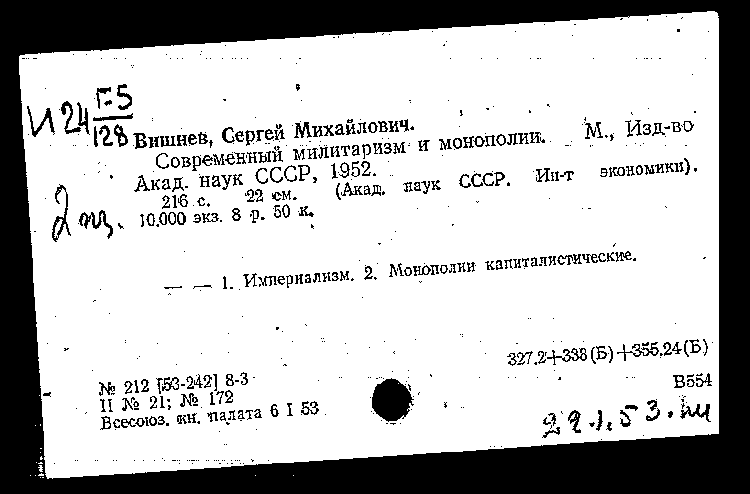 И24 Г-5
128
Вишнев, Сергей Михайлович.
Современный милитаризм и монополии. М., Изд-во
Акад. наук СССР, 1952.
216 с. 22 см. (Акад. наук СССР. Ин-т экономики).
2 экз. 10.000 экз. 8 р. 50 к.
— — 1. Империализм. 2. Монополии капиталистические.
327.2+338(Б)+355.24(Б)
№ 212 [53-242] 8-3
П № 21; № 172
В554
Всесоюз. кн. палата 6 I 53
22.1.53.